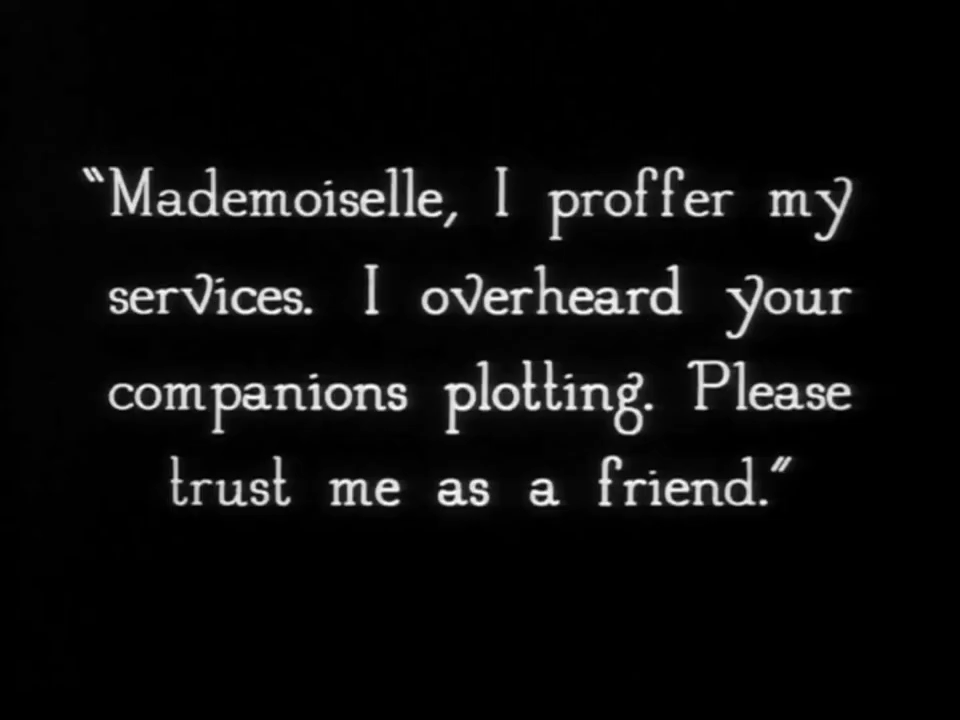 “Mademoiselle, I proffer my
services. I overheard your
companions plotting. Please
trust me as a friend.”